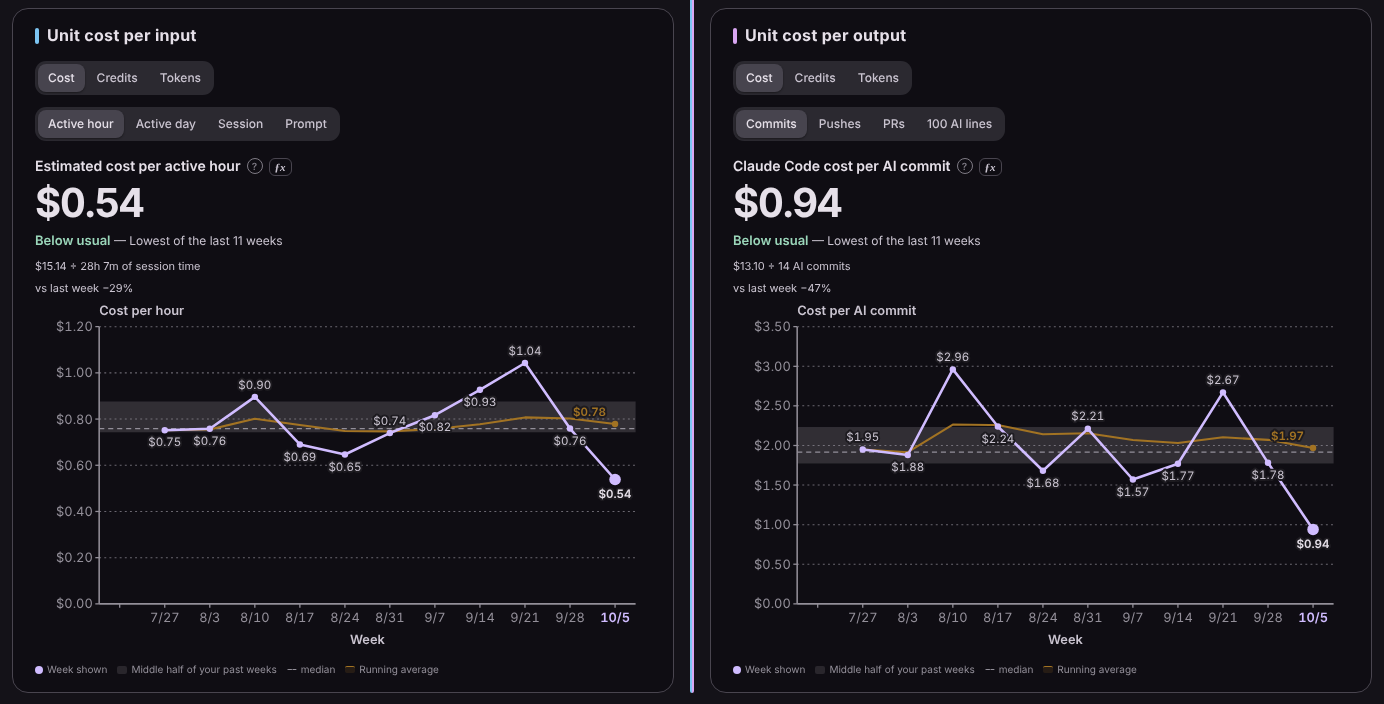 Unit cost per input
Cost Credits Tokens
Active hour Active day Session Prompt
Estimated cost per active hour ? ƒx
$0.54
Below usual — Lowest of the last 11 weeks
$15.14 ÷ 28h 7m of session time
vs last week −29%
Cost per hour
$1.20
$1.00
$0.80
$0.60
$0.40
$0.20
$0.00
$0.75
$0.76
$0.90
$0.69
$0.65
$0.74
$0.82
$0.93
$1.04
$0.76
$0.78
$0.54
7/27 8/3 8/10 8/17 8/24 8/31 9/7 9/14 9/21 9/28 10/5
Week
Week shown Middle half of your past weeks median Running average
Unit cost per output
Cost Credits Tokens
Commits Pushes PRs 100 AI lines
Claude Code cost per AI commit ? ƒx
$0.94
Below usual — Lowest of the last 11 weeks
$13.10 ÷ 14 AI commits
vs last week −47%
Cost per AI commit
$3.50
$3.00
$2.50
$2.00
$1.50
$1.00
$0.50
$0.00
$1.95
$1.88
$2.96
$2.24
$1.68
$2.21
$1.57
$1.77
$2.67
$1.78
$1.97
$0.94
7/27 8/3 8/10 8/17 8/24 8/31 9/7 9/14 9/21 9/28 10/5
Week
Week shown Middle half of your past weeks median Running average